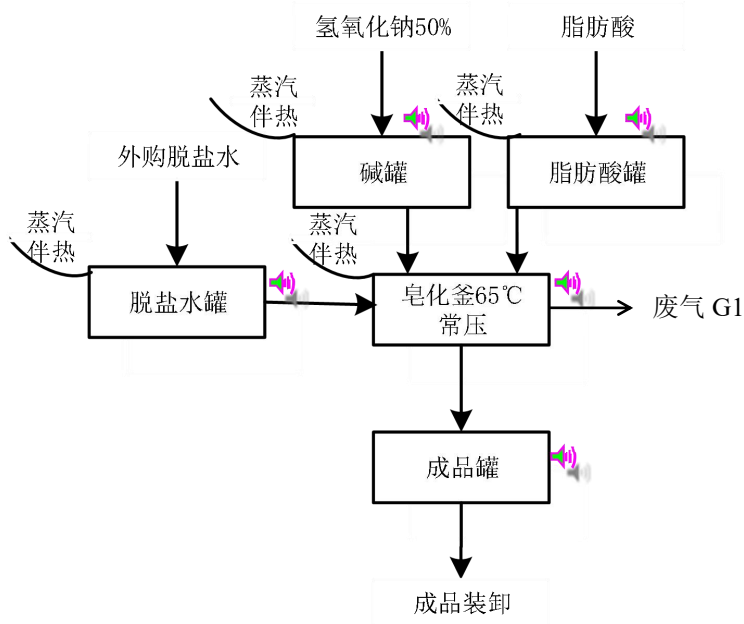 氢氧化钠50%
脂肪酸
蒸汽
伴热
蒸汽
伴热
外购脱盐水
碱罐
脂肪酸罐
蒸汽
伴热
蒸汽
伴热
脱盐水罐
皂化釜65℃
常压
废气 G1
成品罐
成品装卸